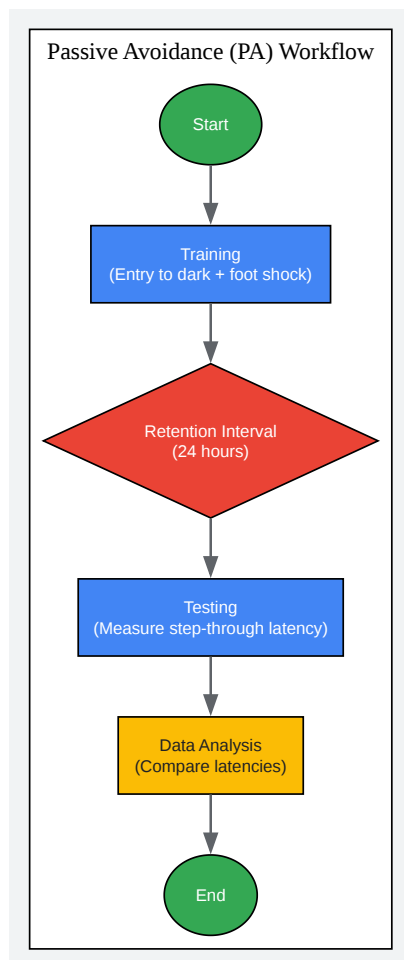 Passive Avoidance (PA) Workflow
Start
Training
(Entry to dark + foot shock)
Retention Interval
(24 hours)
Testing
(Measure step-through latency)
Data Analysis
(Compare latencies)
End